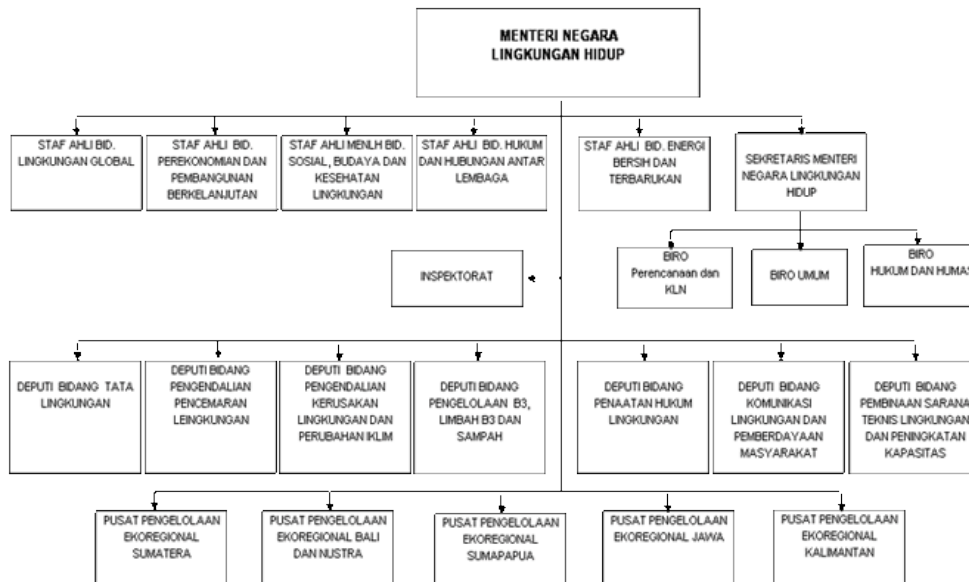 MENTERI NEGARA
LINGKUNGAN HIDUP
STAF AHLI BID.
LINGKUNGAN GLOBAL
STAF AHLI BID.
PEREKONOMIAN DAN
PEMBANGUNAN
BERKELANJUTAN
STAF AHLI MENLH BID.
SOSIAL, BUDAYA DAN
KESEHATAN
LINGKUNGAN
STAF AHLI BID. HUKUM
DAN HUBUNGAN ANTAR
LEMBAGA
STAF AHLI BID. ENERGI
BERSIH DAN
TERBARUKAN
SEKRETARIS MENTERI
NEGARA LINGKUNGAN
HIDUP
INSPEKTORAT
BIRO
Perencanaan dan
KLN
BIRO UMUM
BIRO
HUKUM DAN HUMAS
DEPUTI BIDANG TATA
LINGKUNGAN
DEPUTI BIDANG
PENGENDALIAN
PENCEMARAN
LEINGKUNGAN
DEPUTI BIDANG
PENGENDALIAN
KERUSAKAN
LINGKUNGAN DAN
PERUBAHAN IKLIM
DEPUTI BIDANG
PENGELOLAAN B3,
LIMBAH B3 DAN
SAMPAH
DEPUTI BIDANG
PENAATAN HUKUM
LINGKUNGAN
DEPUTI BIDANG
KOMUNIKASI
LINGKUNGAN DAN
PEMBERDAYAAN
MASYARAKAT
DEPUTI BIDANG
PEMBINAAN SARANA
TEKNIS LINGKUNGAN
DAN PENINGKATAN
KAPASITAS
PUSAT PENGELOLAAN
EKOREGIONAL
SUMATERA
PUSAT PENGELOLAAN
EKOREGIONAL BALI
DAN NUSTRA
PUSAT PENGELOLAAN
EKOREGIONAL
SUMAPAPUA
PUSAT PENGELOLAAN
EKOREGIONAL JAWA
PUSAT PENGELOLAAN
EKOREGIONAL
KALIMANTAN